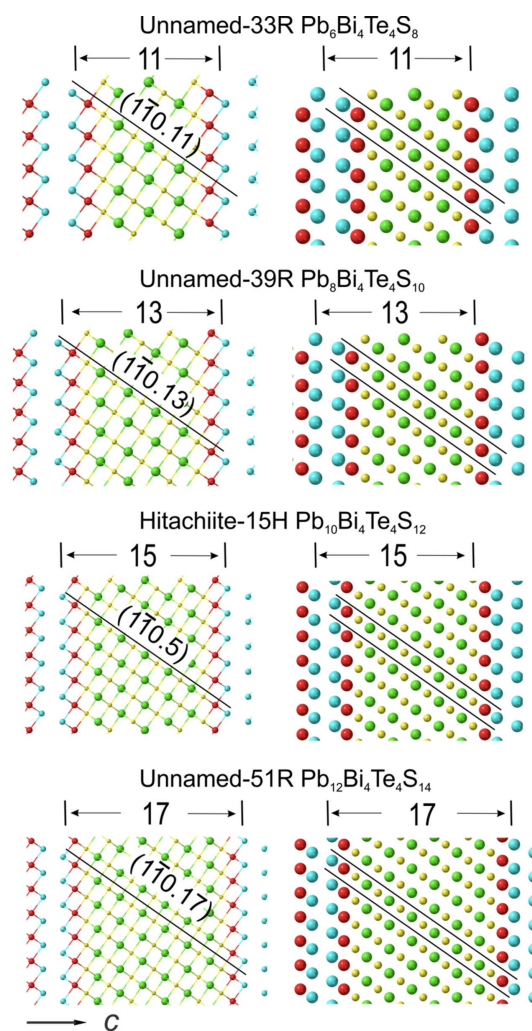 Unnamed-33R Pb₆Bi₄Te₄S₈
11
11
(11̄0.11)
Unnamed-39R Pb₈Bi₄Te₄S₁₀
13
13
(11̄0.13)
Hitachiite-15H Pb₁₀Bi₄Te₄S₁₂
15
15
(11̄0.5)
Unnamed-51R Pb₁₂Bi₄Te₄S₁₄
17
17
(11̄0.17)
c